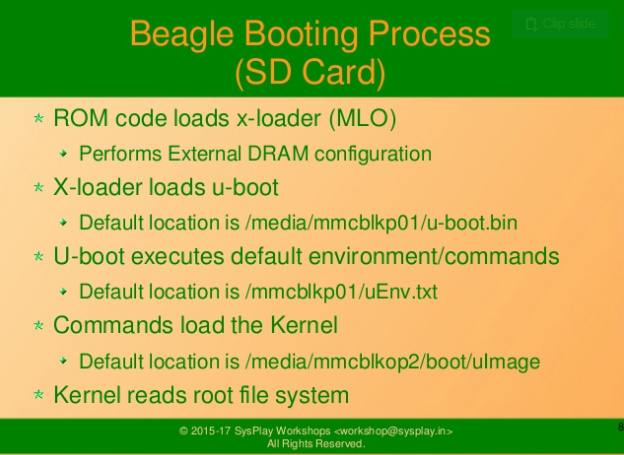 Beagle Booting Process
(SD Card)
Clip slide
ROM code loads x-loader (MLO)
Performs External DRAM configuration
X-loader loads u-boot
Default location is /media/mmcblkp01/u-boot.bin
U-boot executes default environment/commands
Default location is /mmcblkp01/uEnv.txt
Commands load the Kernel
Default location is /media/mmcblkop2/boot/uImage
Kernel reads root file system
© 2015-17 SysPlay Workshops <workshop@sysplay.in>
All Rights Reserved.
8